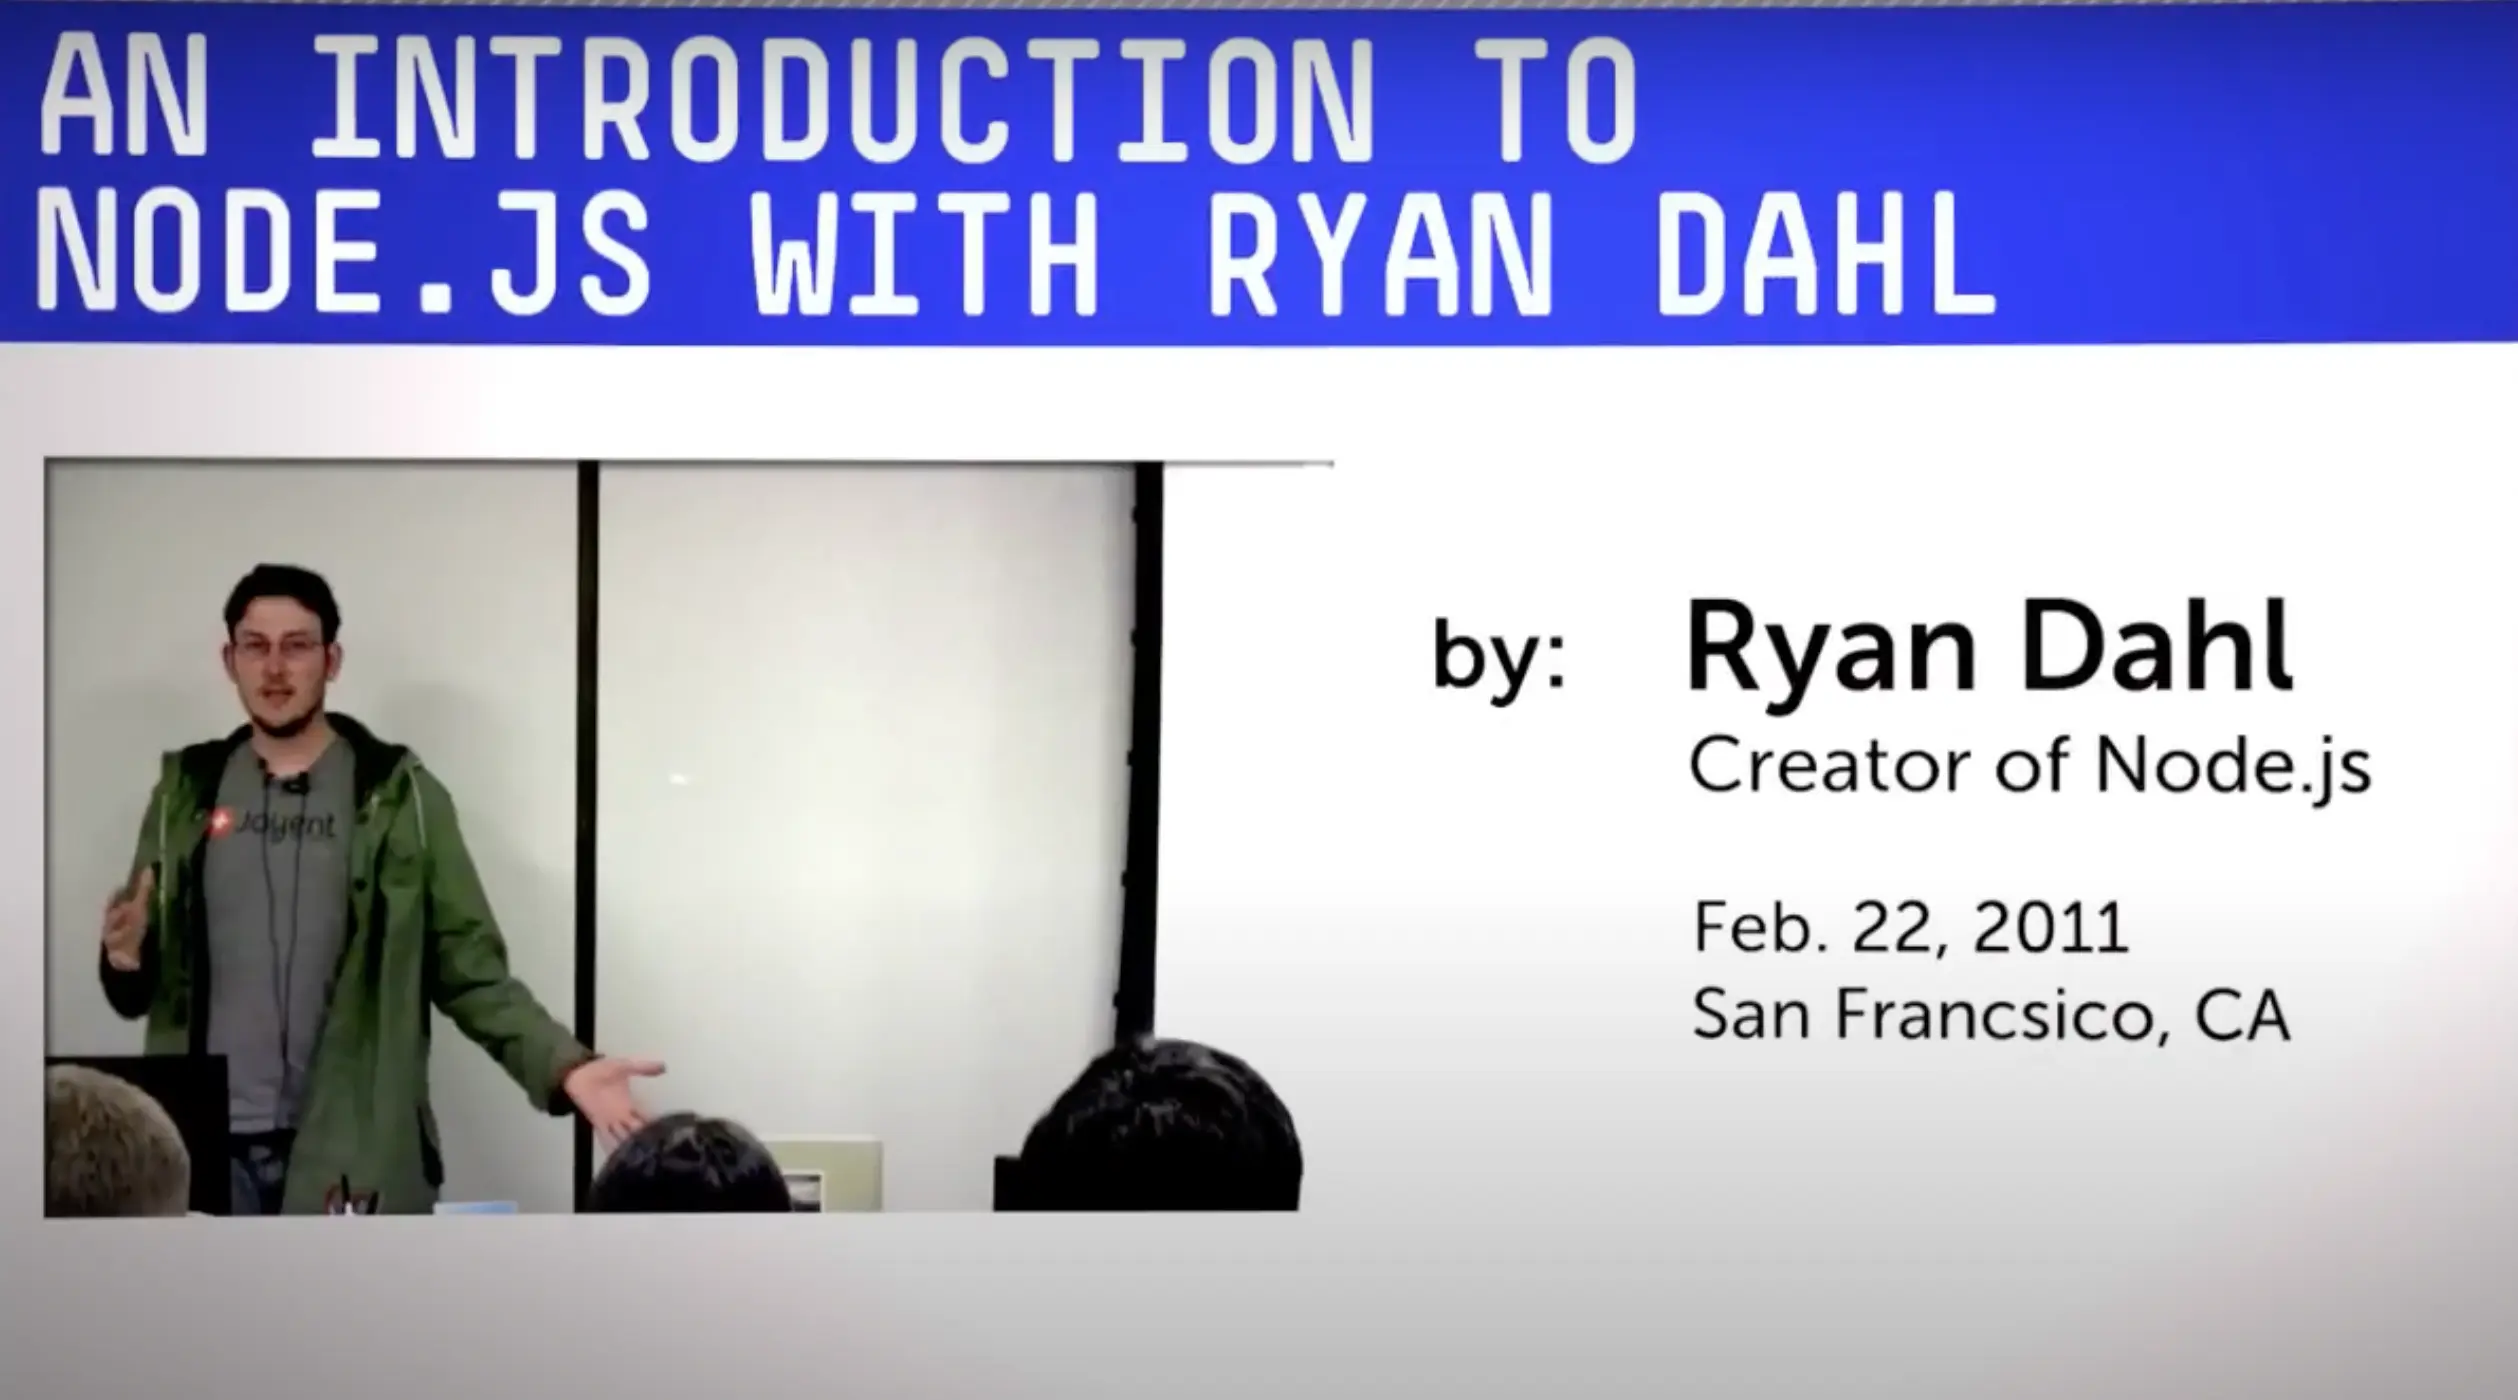 AN INTRODUCTION TO
NODE.JS WITH RYAN DAHL
Joyent
by: Ryan Dahl
Creator of Node.js
Feb. 22, 2011
San Francsico, CA